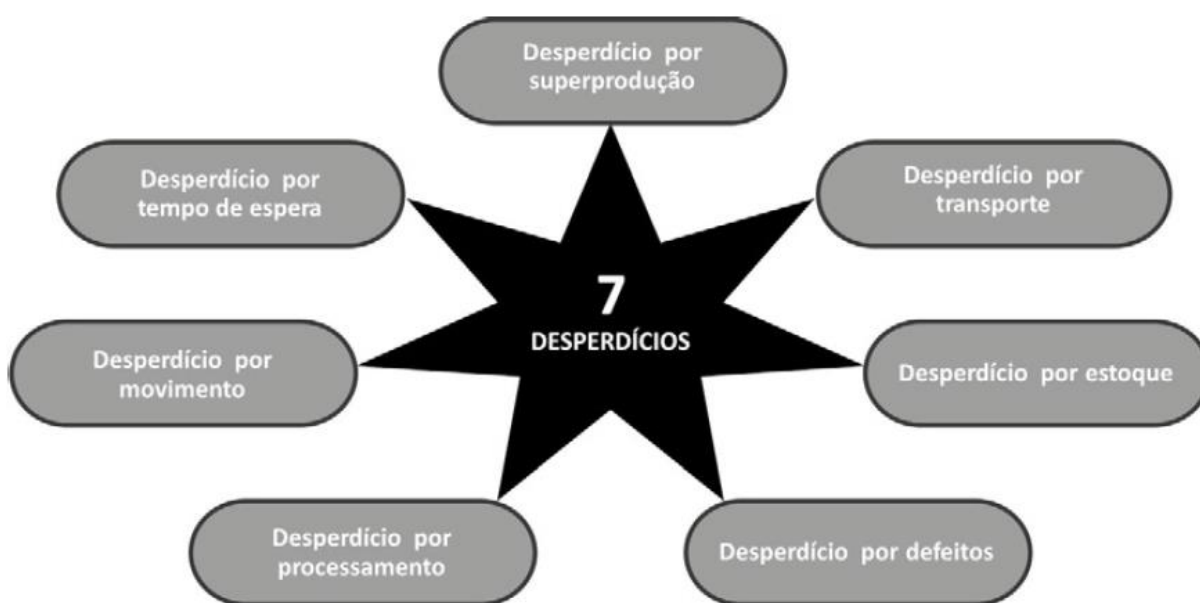 Desperdício por
superprodução
Desperdício por
tempo de espera
Desperdício por
transporte
7
DESPERDÍCIOS
Desperdício por
movimento
Desperdício por estoque
Desperdício por
processamento
Desperdício por defeitos